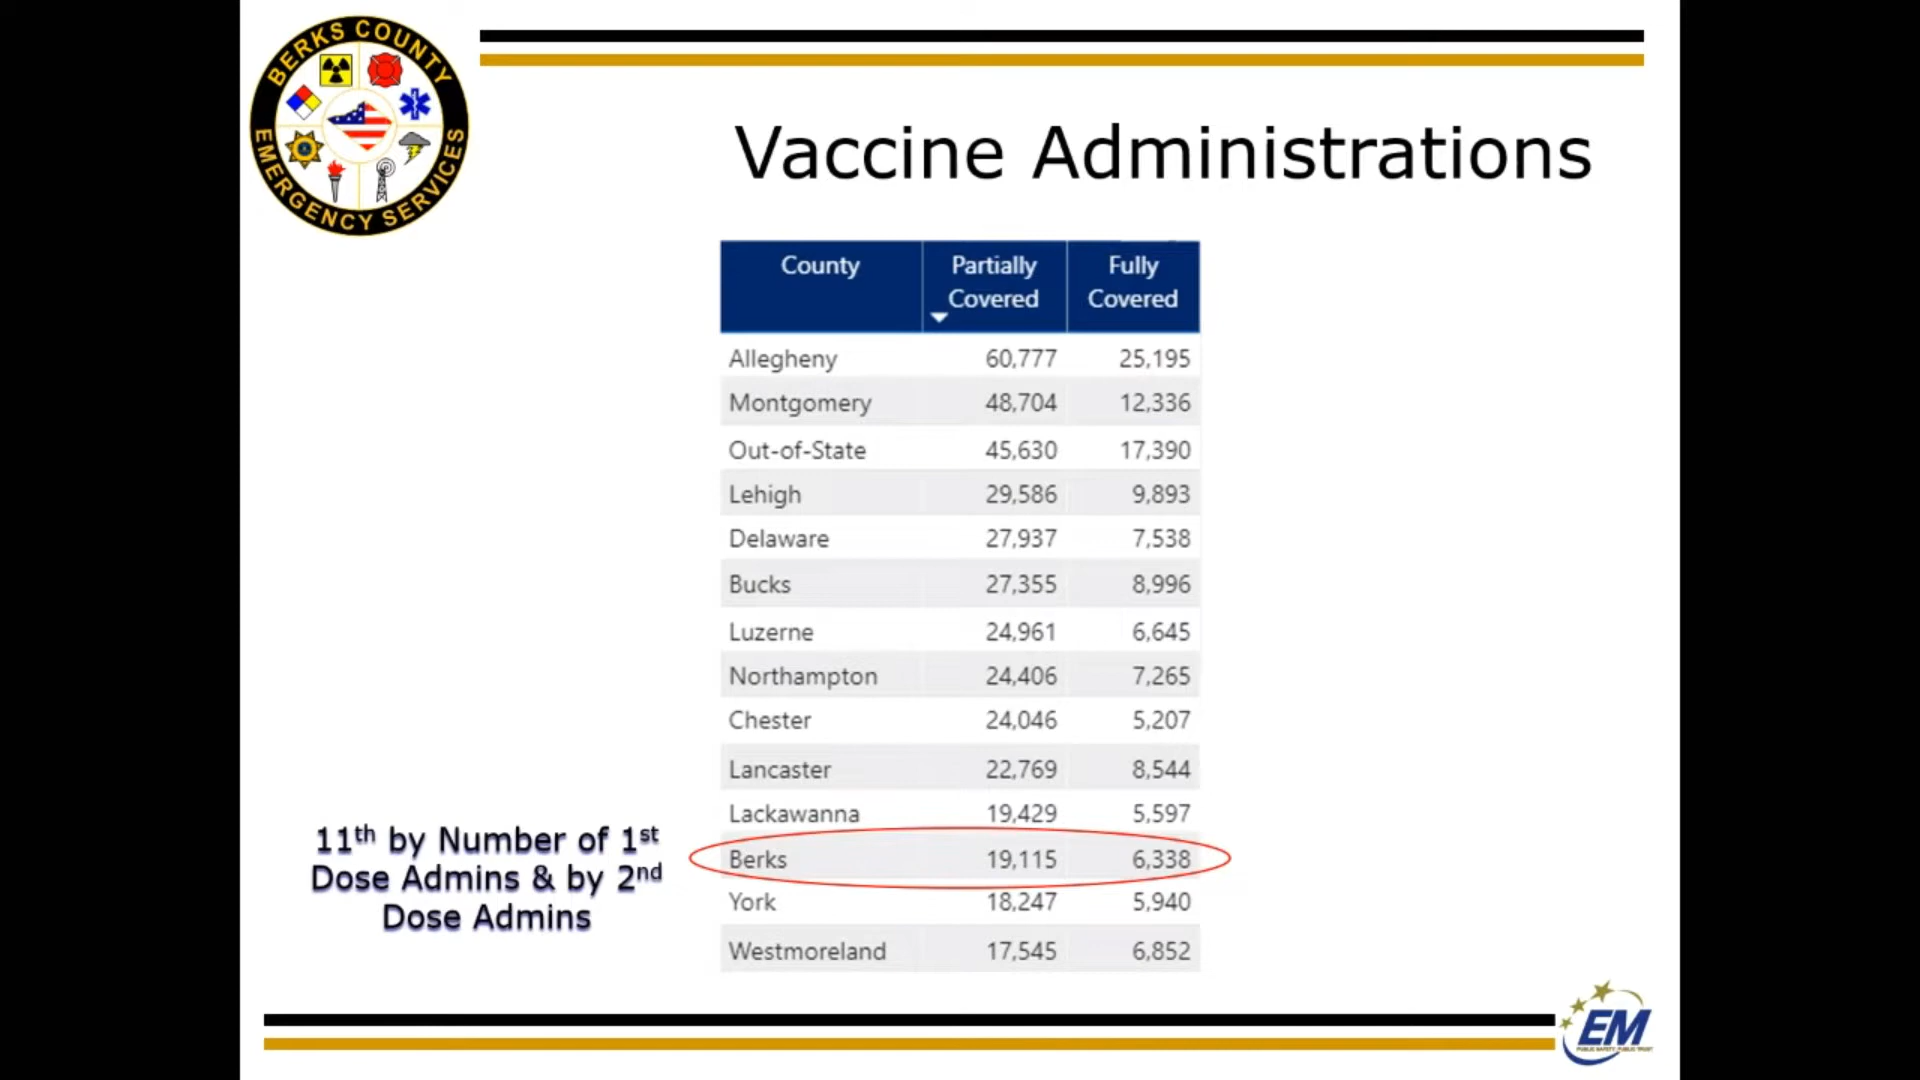 BERKS COUNTY
EMERGENCY SERVICES
Vaccine Administrations
County Partially Covered Fully Covered
Allegheny 60,777 25,195
Montgomery 48,704 12,336
Out-of-State 45,630 17,390
Lehigh 29,586 9,893
Delaware 27,937 7,538
Bucks 27,355 8,996
Luzerne 24,961 6,645
Northampton 24,406 7,265
Chester 24,046 5,207
Lancaster 22,769 8,544
Lackawanna 19,429 5,597
Berks 19,115 6,338
York 18,247 5,940
Westmoreland 17,545 6,852
11th by Number of 1st
Dose Admins & by 2nd
Dose Admins
EM
PUBLIC SAFETY, PUBLIC TRUST